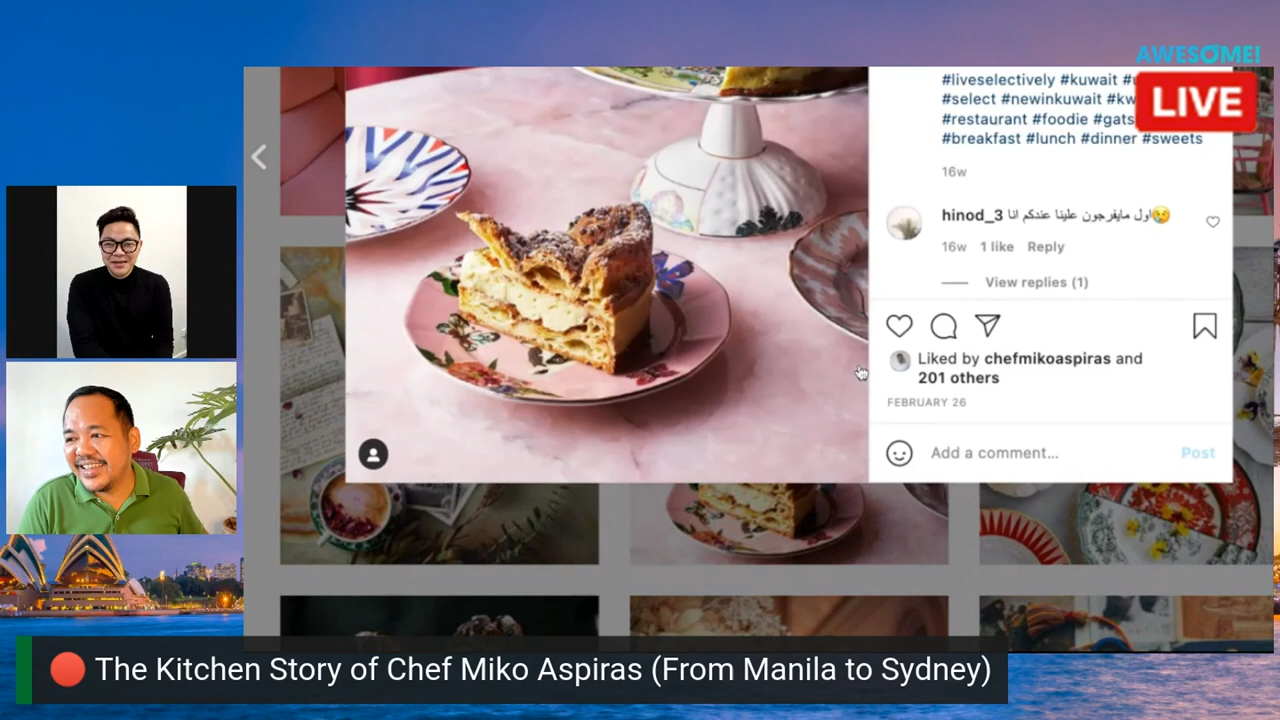 AWESOME!
LIVE
#liveselectively #kuwait
#select #newinkuwait
#restaurant #foodie
#breakfast #lunch #dinner #sweets
16w
hinod_3 اول مايفرجون علينا عندكم انا😢
16w 1 like Reply
View replies (1)
Liked by chefmikoaspiras and
201 others
FEBRUARY 26
Add a comment... Post
The Kitchen Story of Chef Miko Aspiras (From Manila to Sydney)